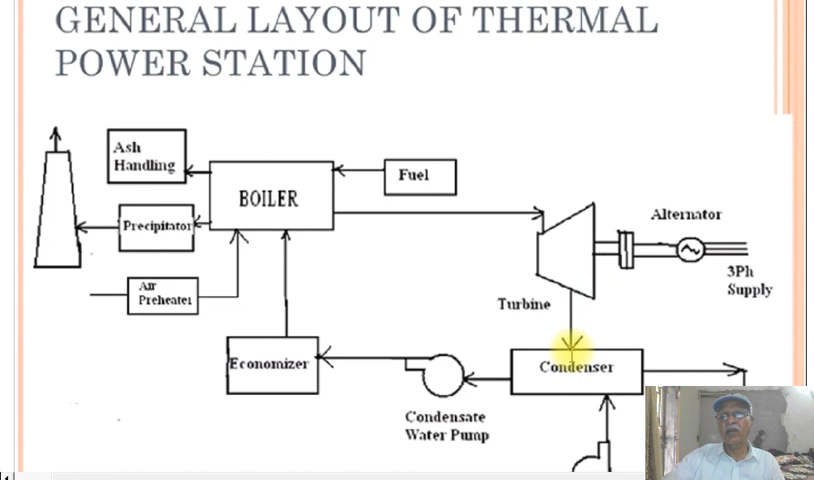 GENERAL LAYOUT OF THERMAL
POWER STATION
Ash
Handling
BOILER
Fuel
Precipitator
Air
Preheater
Alternator
3Ph
Supply
Turbine
Economizer
Condenser
Condensate
Water Pump